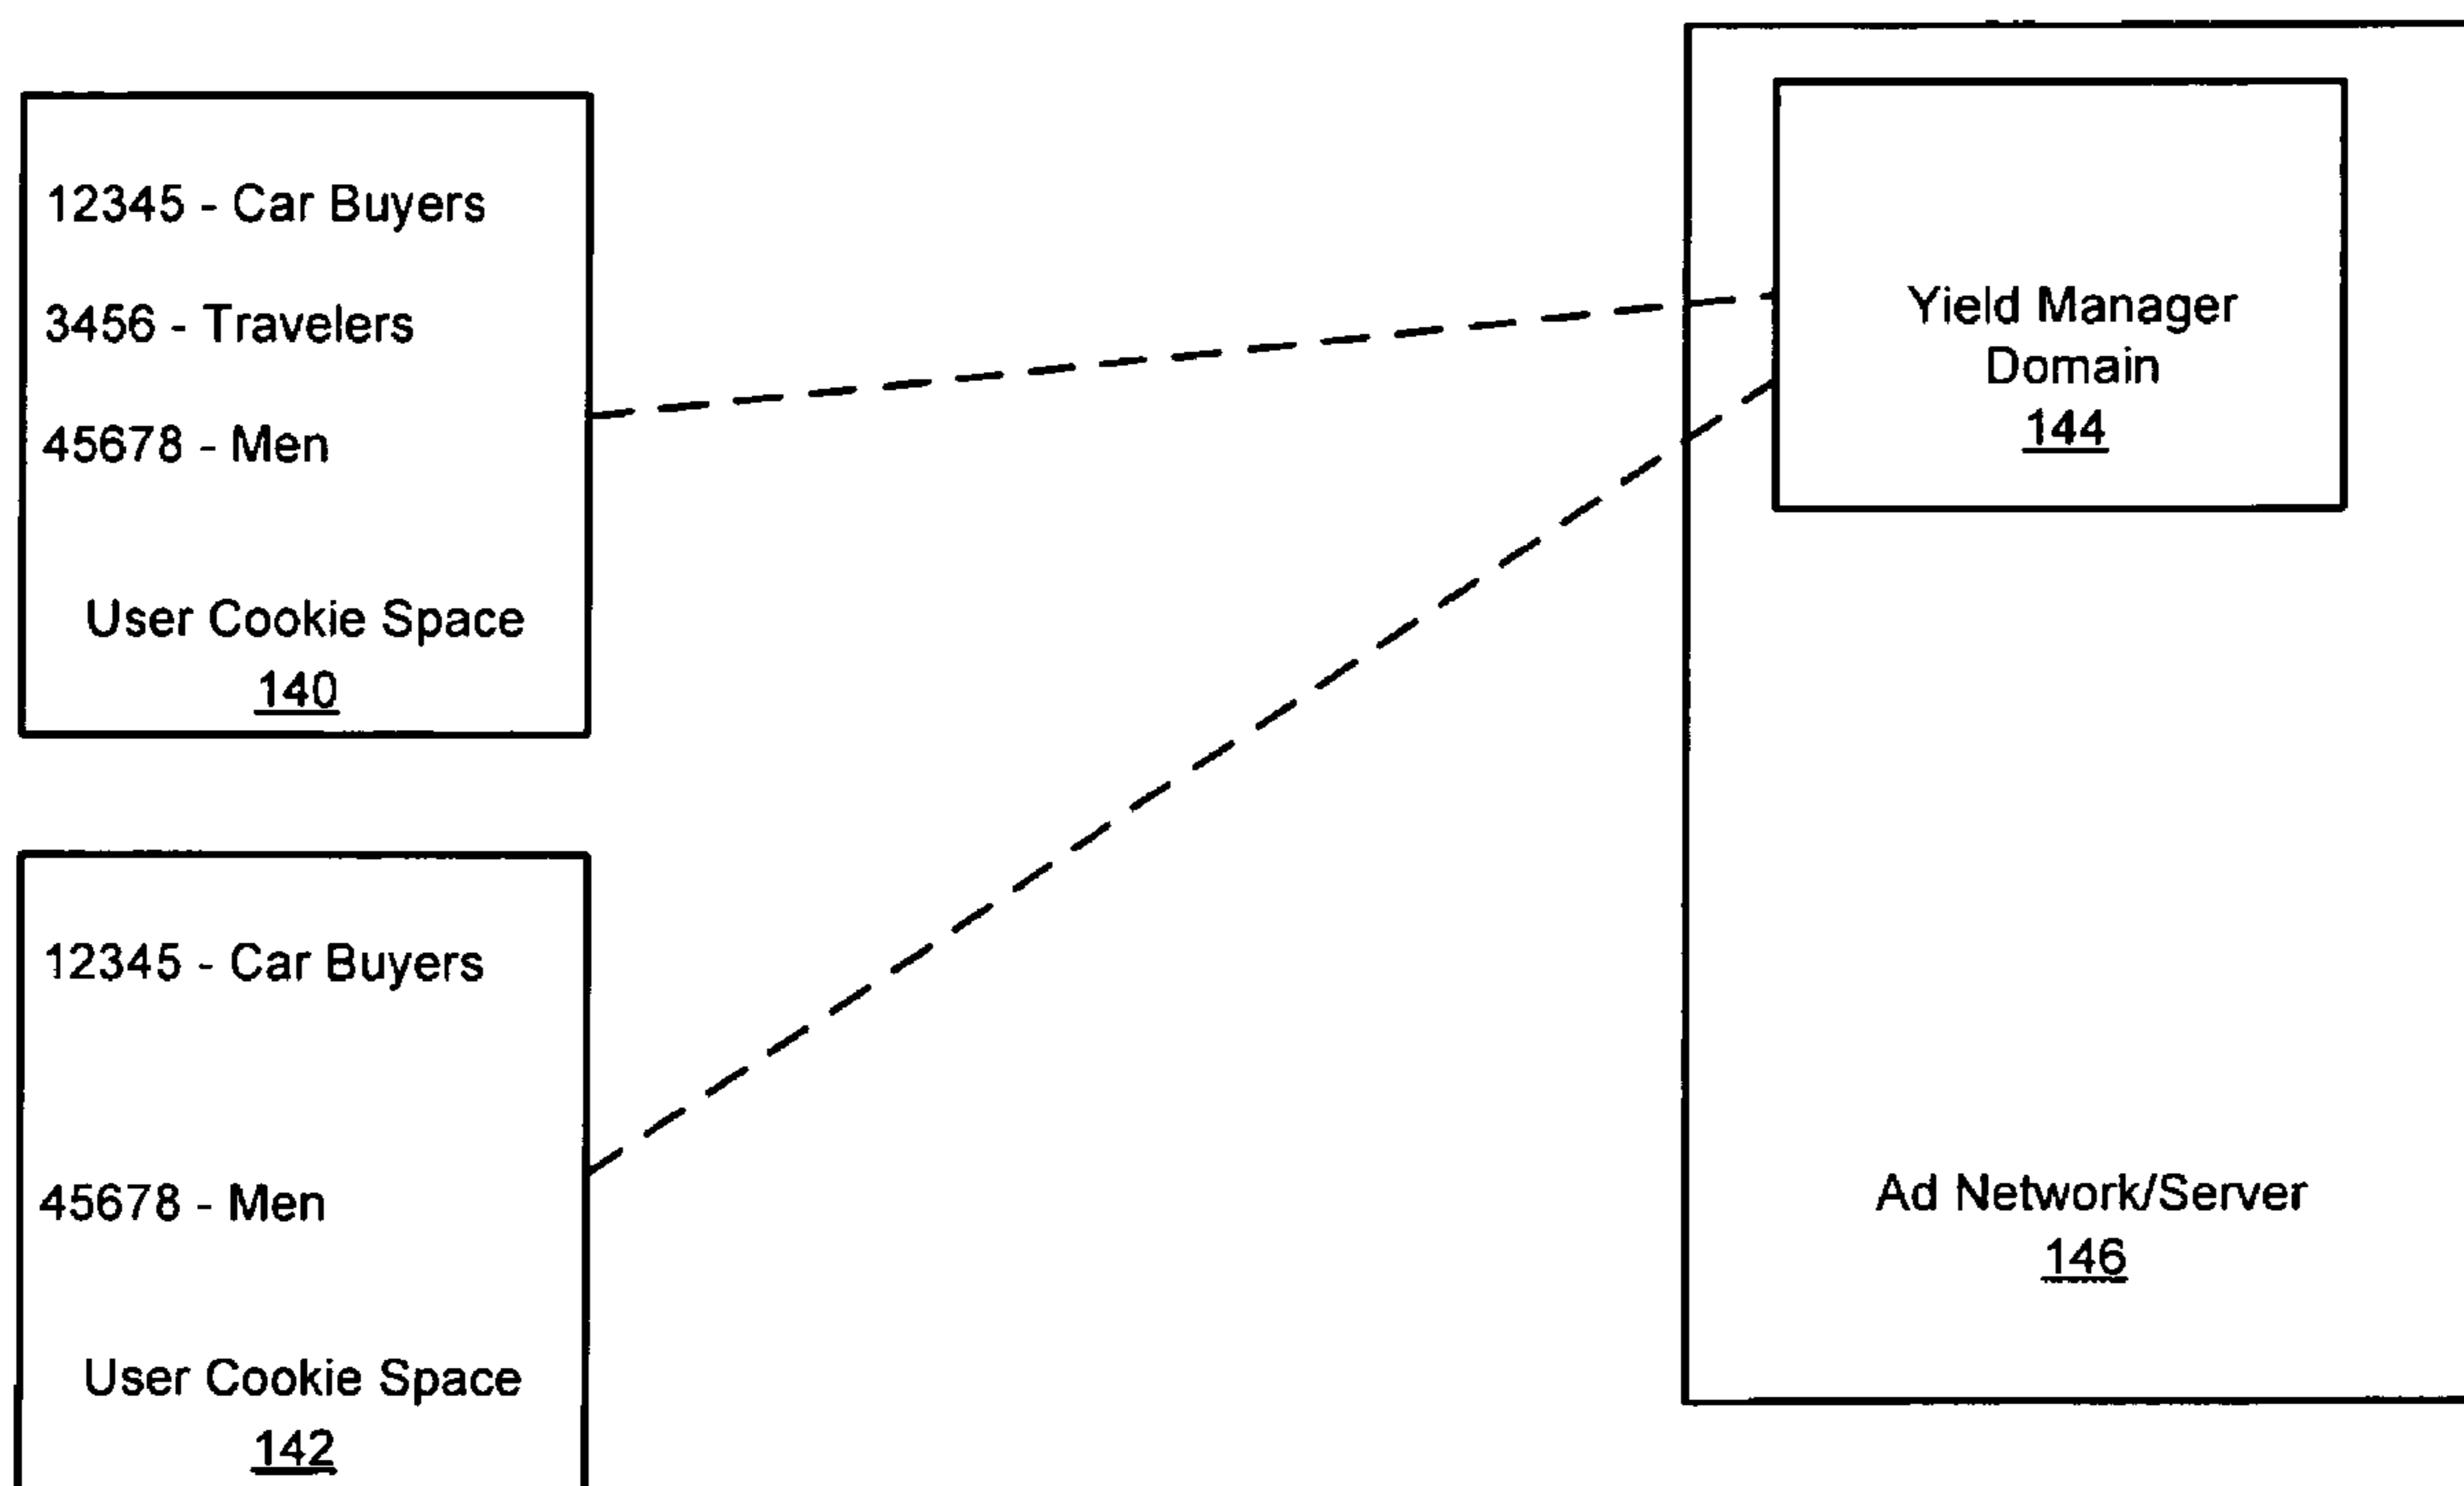 12345 - Car Buyers
3456 - Travelers
45678 - Men
User Cookie Space
140
12345 - Car Buyers
45678 - Men
User Cookie Space
142
Yield Manager
Domain
144
Ad Network/Server
146